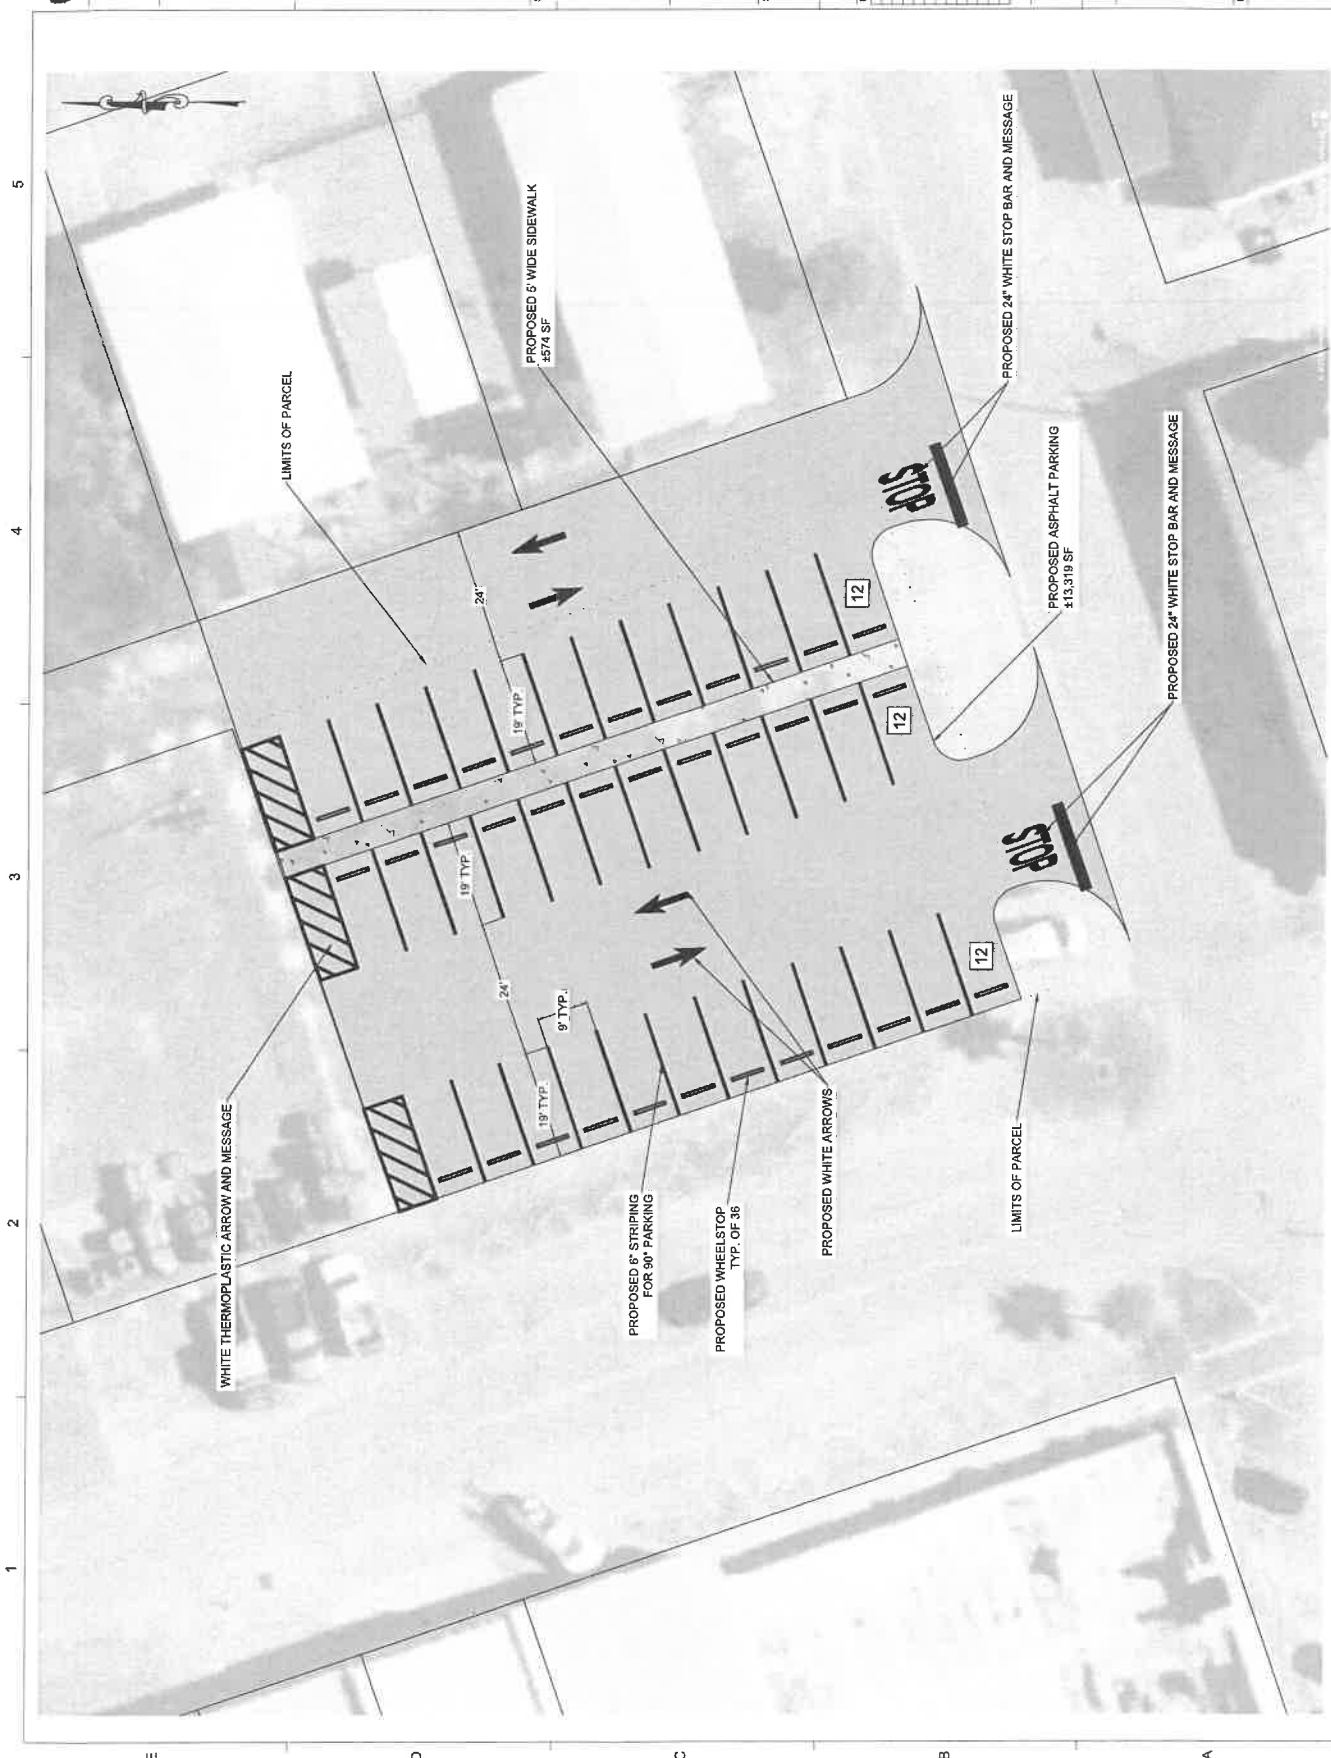 5
4
3
2
1
E
D
C
B
A
LIMITS OF PARCEL
PROPOSED 5' WIDE SIDEWALK
±574 SF
PROPOSED 24" WHITE STOP BAR AND MESSAGE
PROPOSED ASPHALT PARKING
±13,319 SF
PROPOSED 24" WHITE STOP BAR AND MESSAGE
STOP
STOP
24'
19' TYP.
12
12
19' TYP.
24'
9' TYP.
19' TYP.
12
WHITE THERMOPLASTIC ARROW AND MESSAGE
PROPOSED 6" STRIPING
FOR 90° PARKING
PROPOSED WHEELSTOP
TYP. OF 36
PROPOSED WHITE ARROWS
LIMITS OF PARCEL